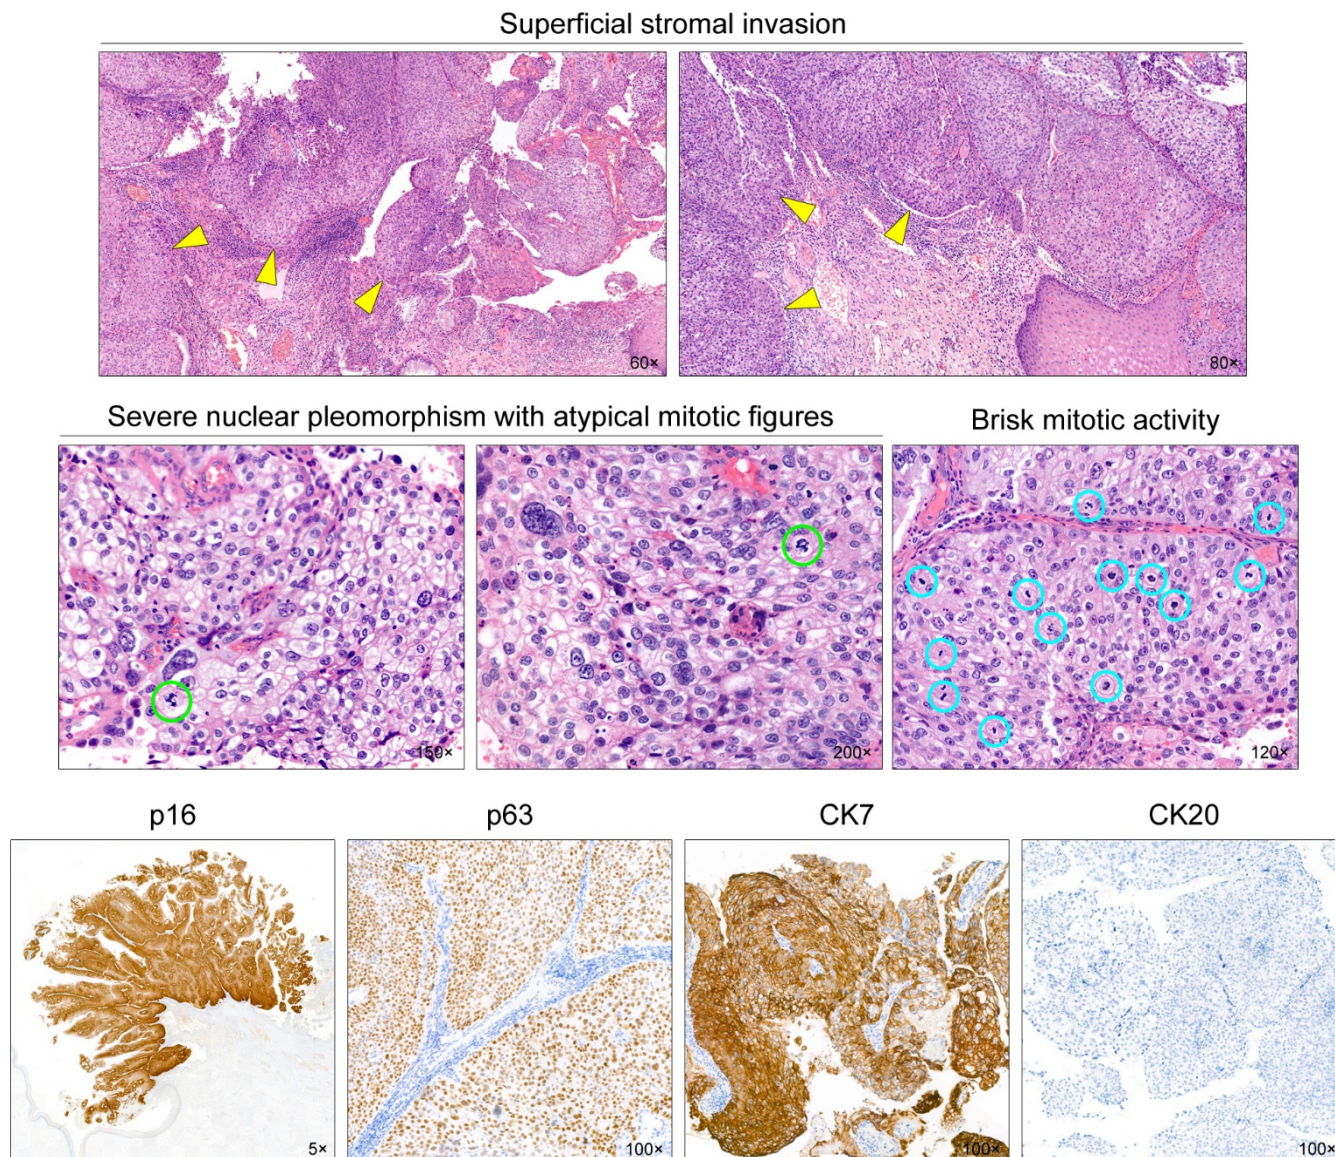 Superficial stromal invasion
60×
80×
Severe nuclear pleomorphism with atypical mitotic figures
Brisk mitotic activity
150×
200×
120×
p16
p63
CK7
CK20
5×
100×
100×
100×